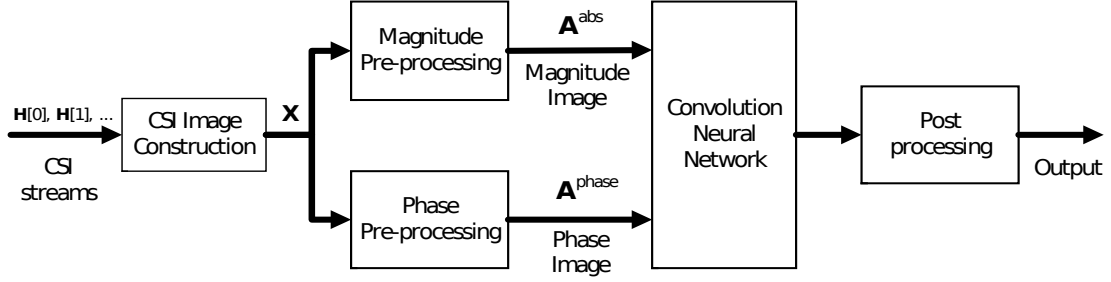 H[0], H[1], ...
CSI
streams
CSI Image
Construction
X
Magnitude
Pre-processing
A^abs
Magnitude
Image
Phase
Pre-processing
A^phase
Phase
Image
Convolution
Neural
Network
Post
processing
Output